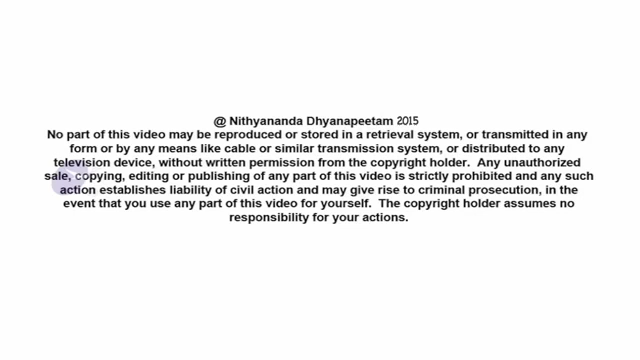 @ Nithyananda Dhyanapeetam 2015
No part of this video may be reproduced or stored in a retrieval system, or transmitted in any
form or by any means like cable or similar transmission system, or distributed to any
television device, without written permission from the copyright holder. Any unauthorized
sale, copying, editing or publishing of any part of this video is strictly prohibited and any such
action establishes liability of civil action and may give rise to criminal prosecution, in the
event that you use any part of this video for yourself. The copyright holder assumes no
responsibility for your actions.